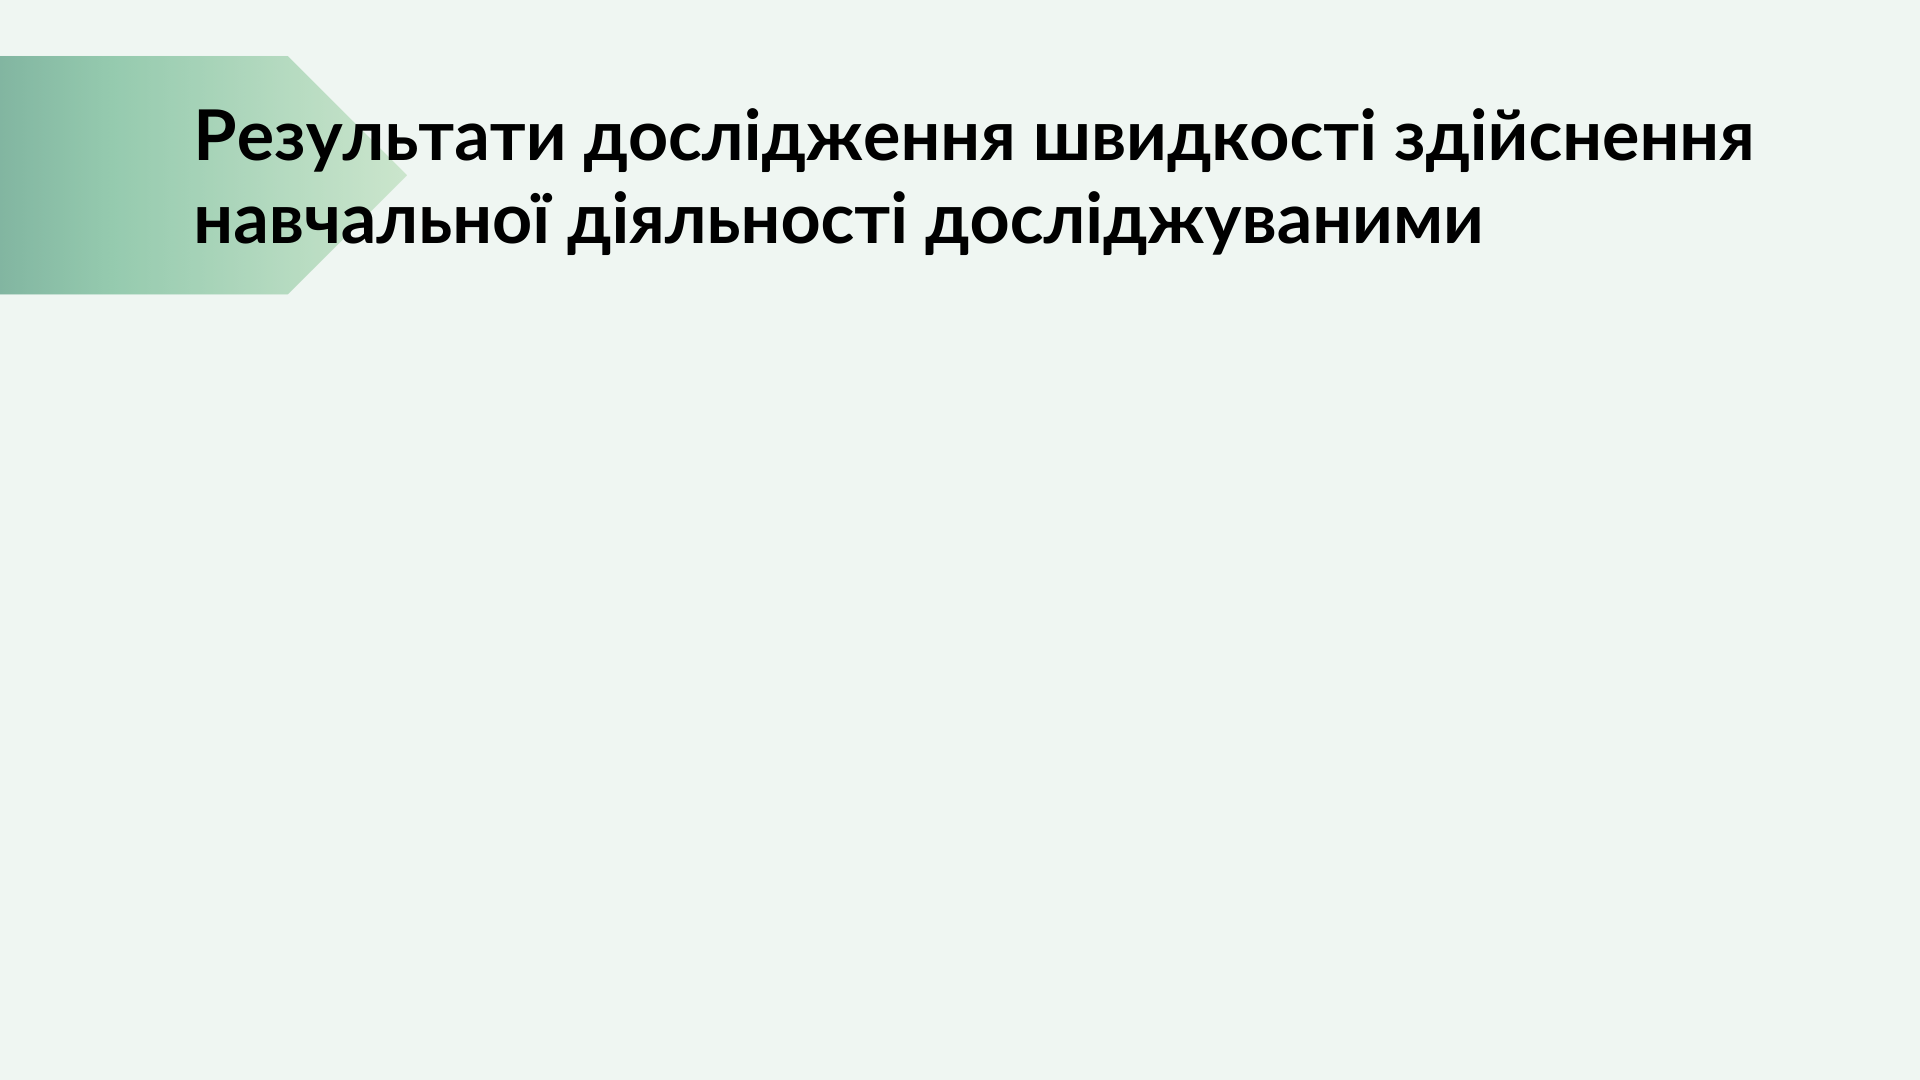 Результати дослідження швидкості здійснення
навчальної діяльності досліджуваними